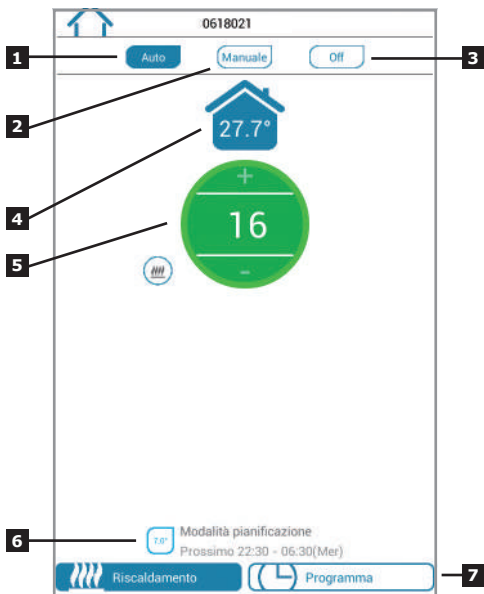 0618021
1
Auto
Manuale
Off
3
2
27.7°
4
+
16
5
-
6
7.0°
Modalità pianificazione
Prossimo 22:30 - 06:30(Mer)
Riscaldamento
Programma
7